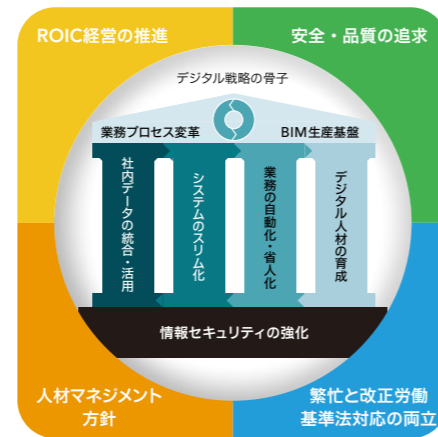 ROIC経営の推進
安全・品質の追求
デジタル戦略の骨子
業務プロセス変革
BIM生産基盤
社内データの統合・活用
システムのスリム化
業務の自動化・省人化
デジタル人材の育成
情報セキュリティの強化
人材マネジメント
方針
繁忙と改正労働
基準法対応の両立